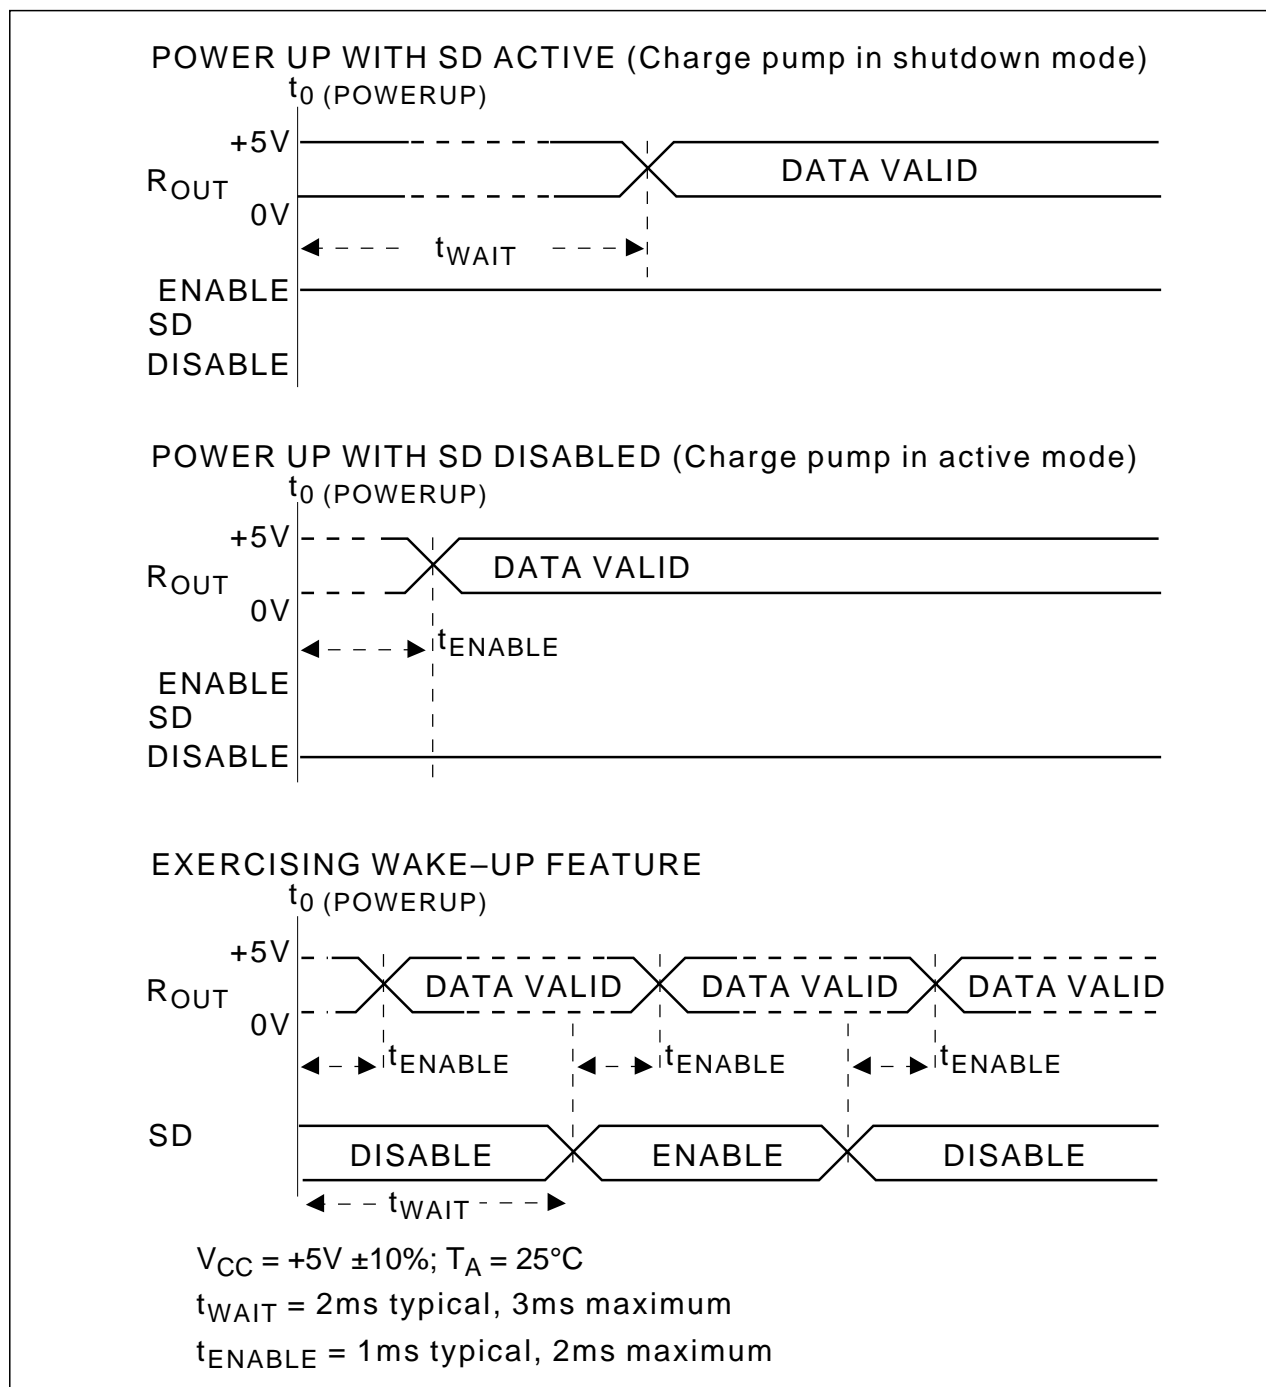 POWER UP WITH SD ACTIVE (Charge pump in shutdown mode)
t0 (POWERUP)
+5V
ROUT
DATA VALID
0V
tWAIT
ENABLE
SD
DISABLE
POWER UP WITH SD DISABLED (Charge pump in active mode)
t0 (POWERUP)
+5V
ROUT
DATA VALID
0V
tENABLE
ENABLE
SD
DISABLE
EXERCISING WAKE–UP FEATURE
t0 (POWERUP)
+5V
ROUT
DATA VALID DATA VALID DATA VALID
0V
tENABLE tENABLE tENABLE
SD
DISABLE ENABLE DISABLE
tWAIT
VCC = +5V ±10%; TA = 25°C
tWAIT = 2ms typical, 3ms maximum
tENABLE = 1ms typical, 2ms maximum